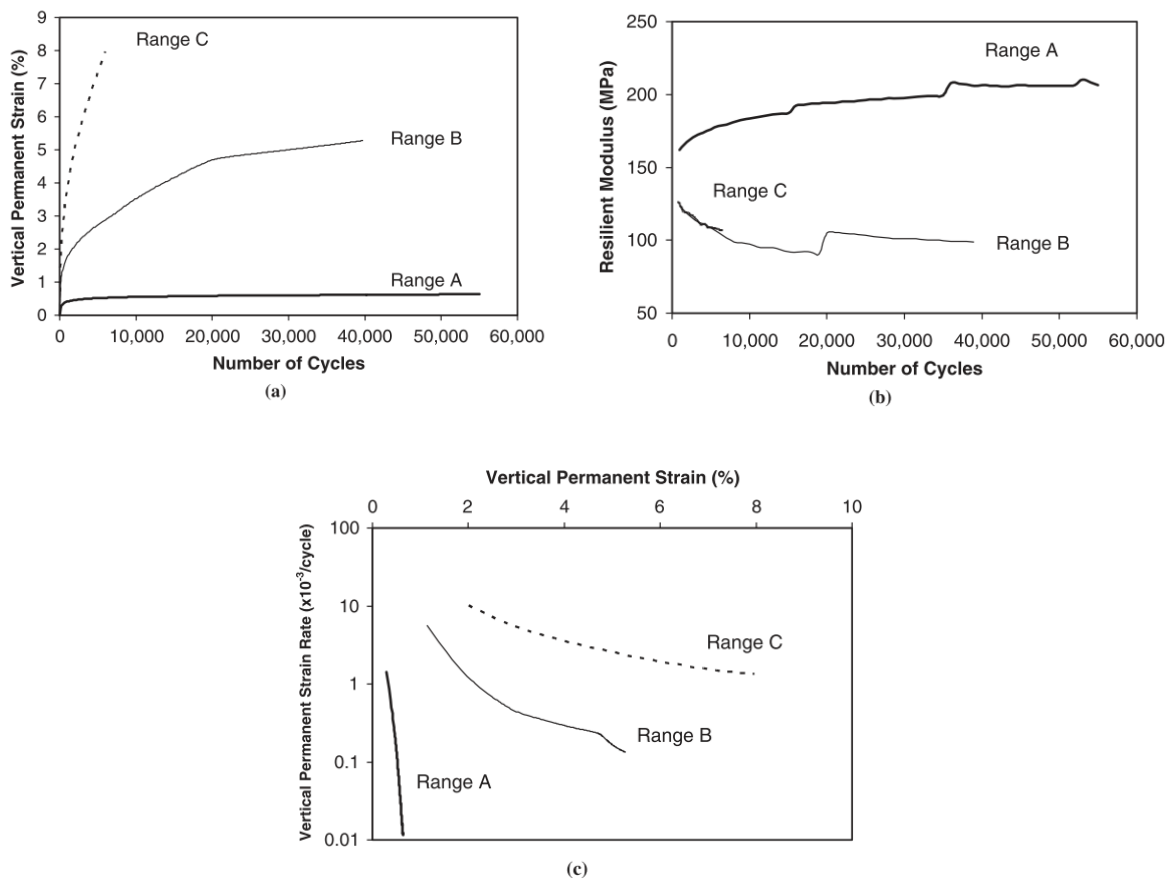 9
8
7
6
5
4
3
2
1
0
Vertical Permanent Strain (%)
Range C
Range B
Range A
0 10,000 20,000 30,000 40,000 50,000 60,000
Number of Cycles
(a)
250
200
150
100
50
Resilient Modulus (MPa)
Range A
Range C
Range B
0 10,000 20,000 30,000 40,000 50,000 60,000
Number of Cycles
(b)
Vertical Permanent Strain (%)
0 2 4 6 8 10
100
10
1
0.1
0.01
Vertical Permanent Strain Rate (x10⁻³/cycle)
Range C
Range B
Range A
(c)